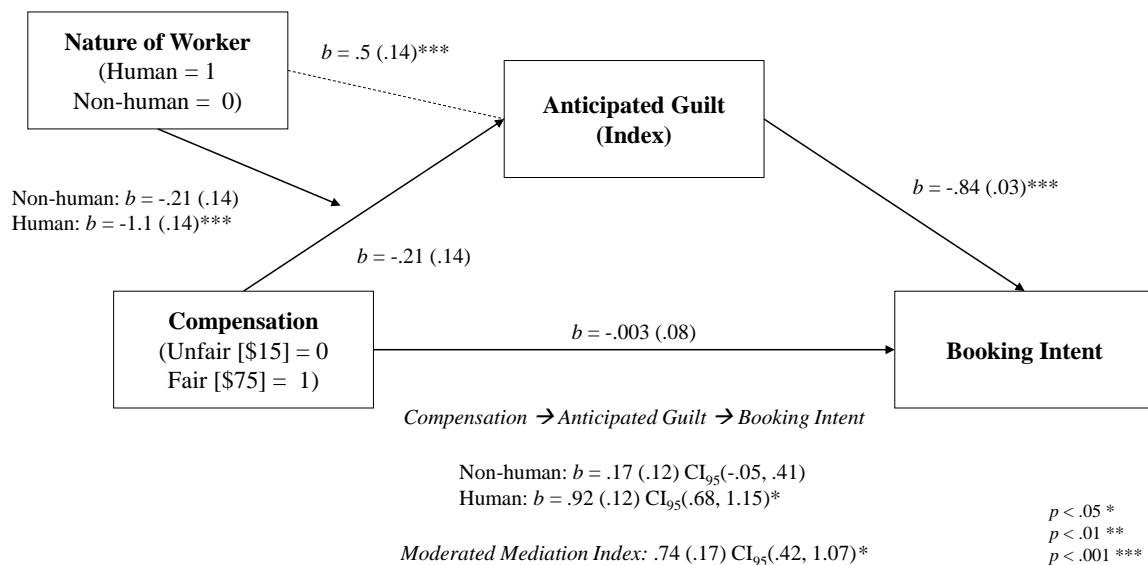 Nature of Worker
(Human = 1
Non-human =  0)
b = .5 (.14)***
Anticipated Guilt
(Index)
Non-human: b = -.21 (.14)
Human: b = -1.1 (.14)***
b = -.84 (.03)***
b = -.21 (.14)
Compensation
(Unfair [$15] = 0
Fair [$75] =  1)
b = -.003 (.08)
Booking Intent
Compensation → Anticipated Guilt → Booking Intent
Non-human: b = .17 (.12) CI₉₅(-.05, .41)
Human: b = .92 (.12) CI₉₅(.68, 1.15)*
Moderated Mediation Index: .74 (.17) CI₉₅(.42, 1.07)*
p < .05 *
p < .01 **
p < .001 ***